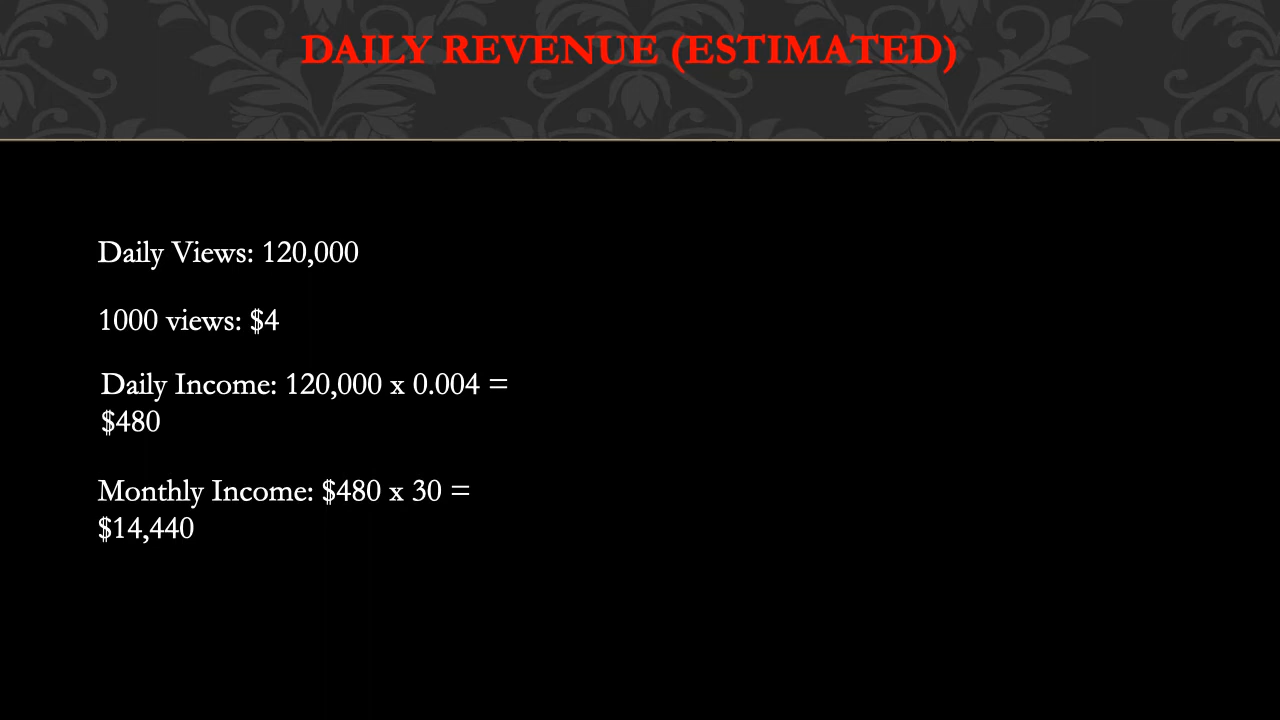 DAILY REVENUE (ESTIMATED)
Daily Views: 120,000
1000 views: $4
Daily Income: 120,000 x 0.004 =
$480
Monthly Income: $480 x 30 =
$14,440